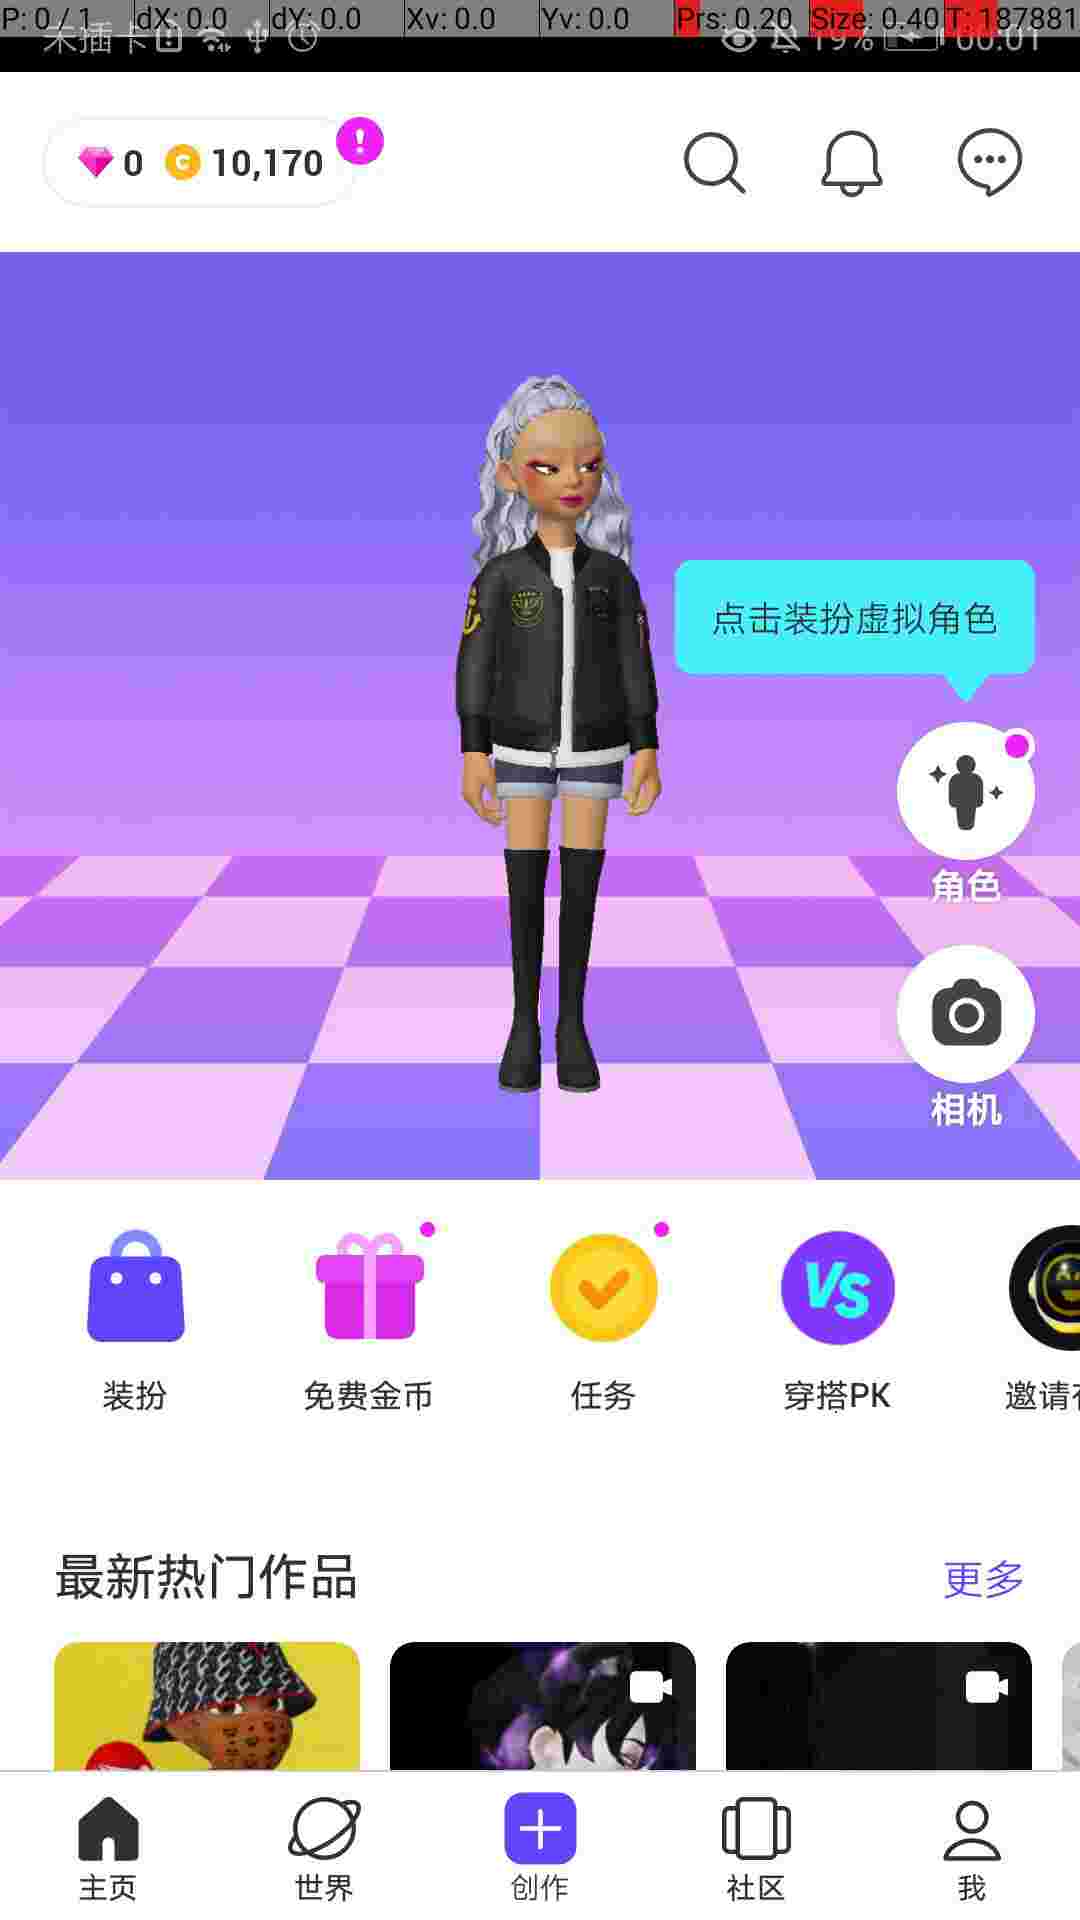 P: 0 / 1 dX: 0.0 dY: 0.0 Xv: 0.0 Yv: 0.0 Prs: 0.20 Size: 0.40 T: 187881
未插卡 19% 00:01
0 C 10,170 !
点击装扮虚拟角色
角色
相机
VS
装扮 免费金币 任务 穿搭PK 邀请
最新热门作品 更多
主页 世界 创作 社区 我